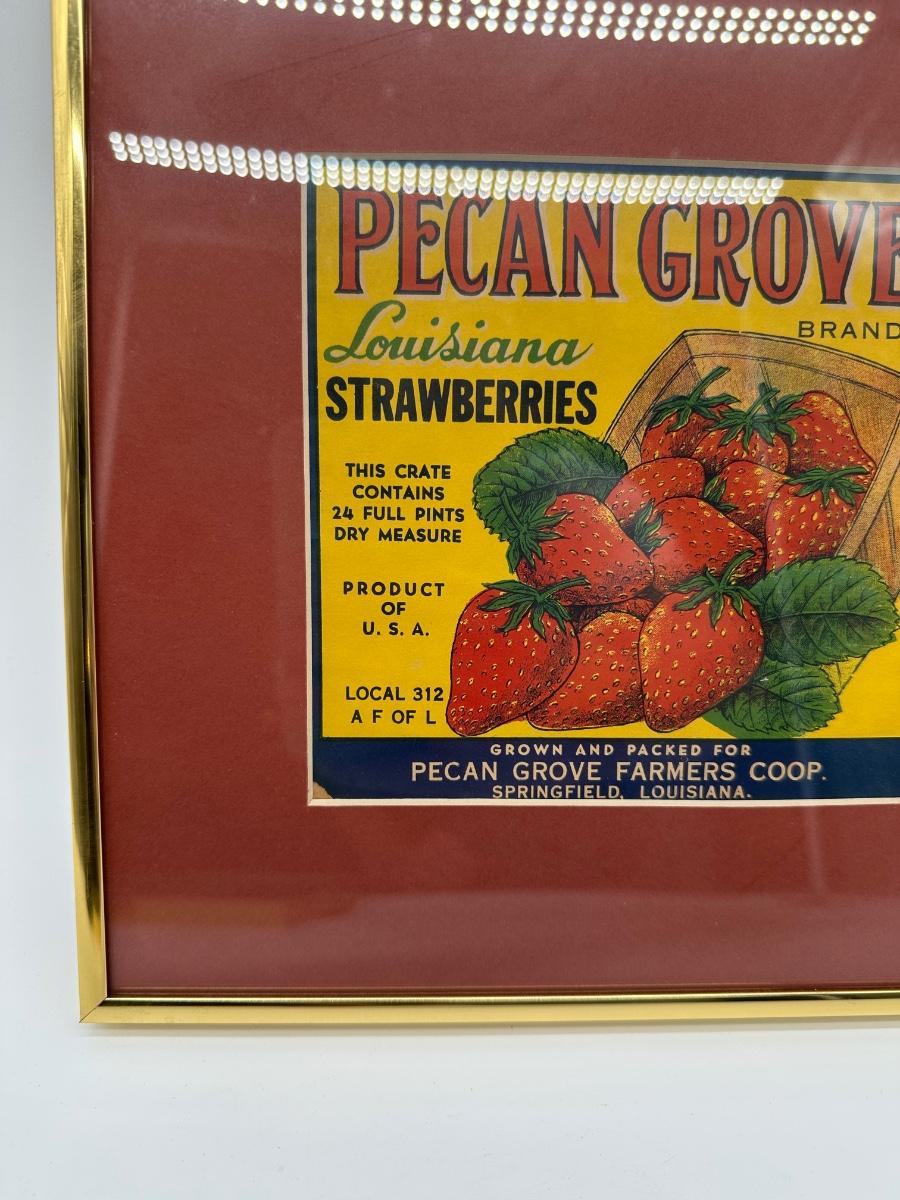 PECAN GROVE
Louisiana
BRAND
STRAWBERRIES
THIS CRATE
CONTAINS
24 FULL PINTS
DRY MEASURE
PRODUCT
OF
U. S. A.
LOCAL 312
A F OF L
GROWN AND PACKED FOR
PECAN GROVE FARMERS COOP.
SPRINGFIELD, LOUISIANA.